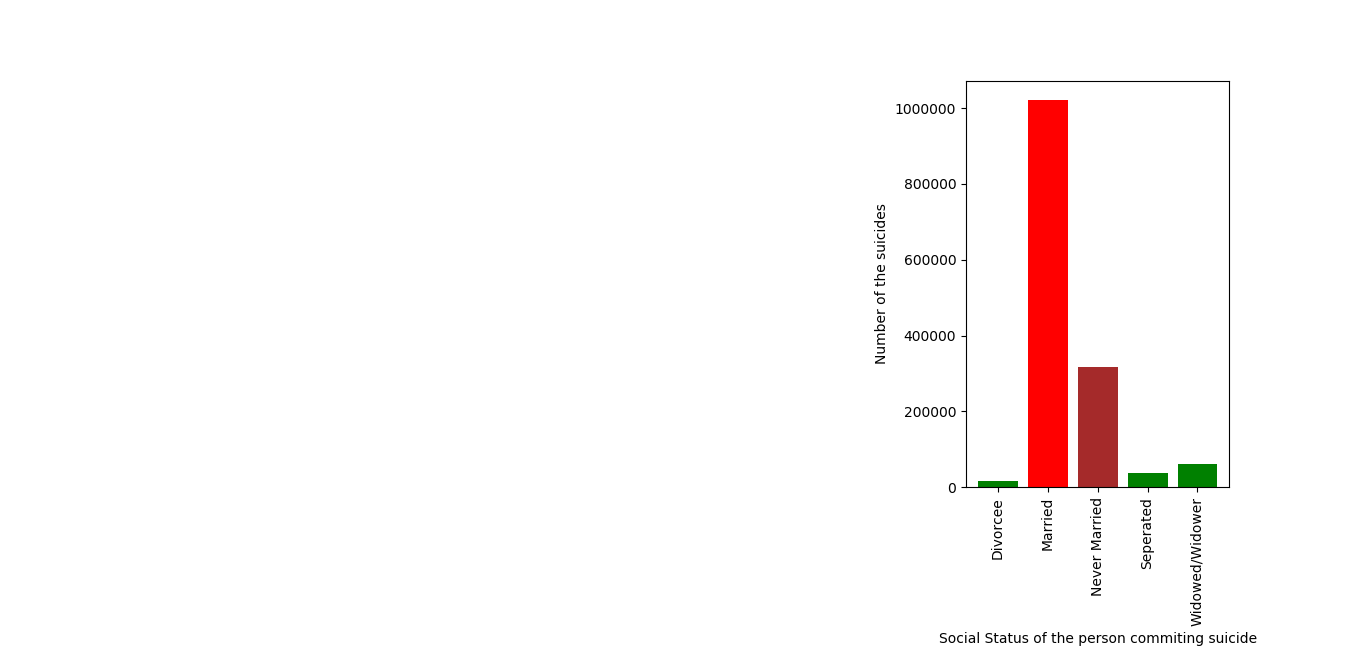 1000000
800000
600000
400000
200000
0
Number of the suicides
Divorcee
Married
Never Married
Seperated
Widowed/Widower
Social Status of the person commiting suicide